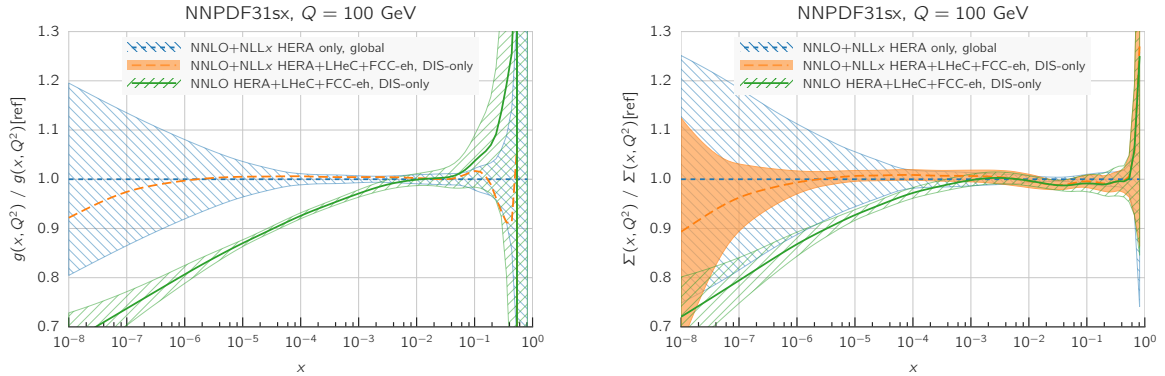 NNPDF31sx, Q = 100 GeV
NNLO+NLLx HERA only, global
NNLO+NLLx HERA+LHeC+FCC-eh, DIS-only
NNLO HERA+LHeC+FCC-eh, DIS-only
g(x, Q²) / g(x, Q²)[ref]
1.3
1.2
1.1
1.0
0.9
0.8
0.7
10⁻⁸ 10⁻⁷ 10⁻⁶ 10⁻⁵ 10⁻⁴ 10⁻³ 10⁻² 10⁻¹ 10⁰
x
NNPDF31sx, Q = 100 GeV
NNLO+NLLx HERA only, global
NNLO+NLLx HERA+LHeC+FCC-eh, DIS-only
NNLO HERA+LHeC+FCC-eh, DIS-only
Σ(x, Q²) / Σ(x, Q²)[ref]
1.3
1.2
1.1
1.0
0.9
0.8
0.7
10⁻⁸ 10⁻⁷ 10⁻⁶ 10⁻⁵ 10⁻⁴ 10⁻³ 10⁻² 10⁻¹ 10⁰
x